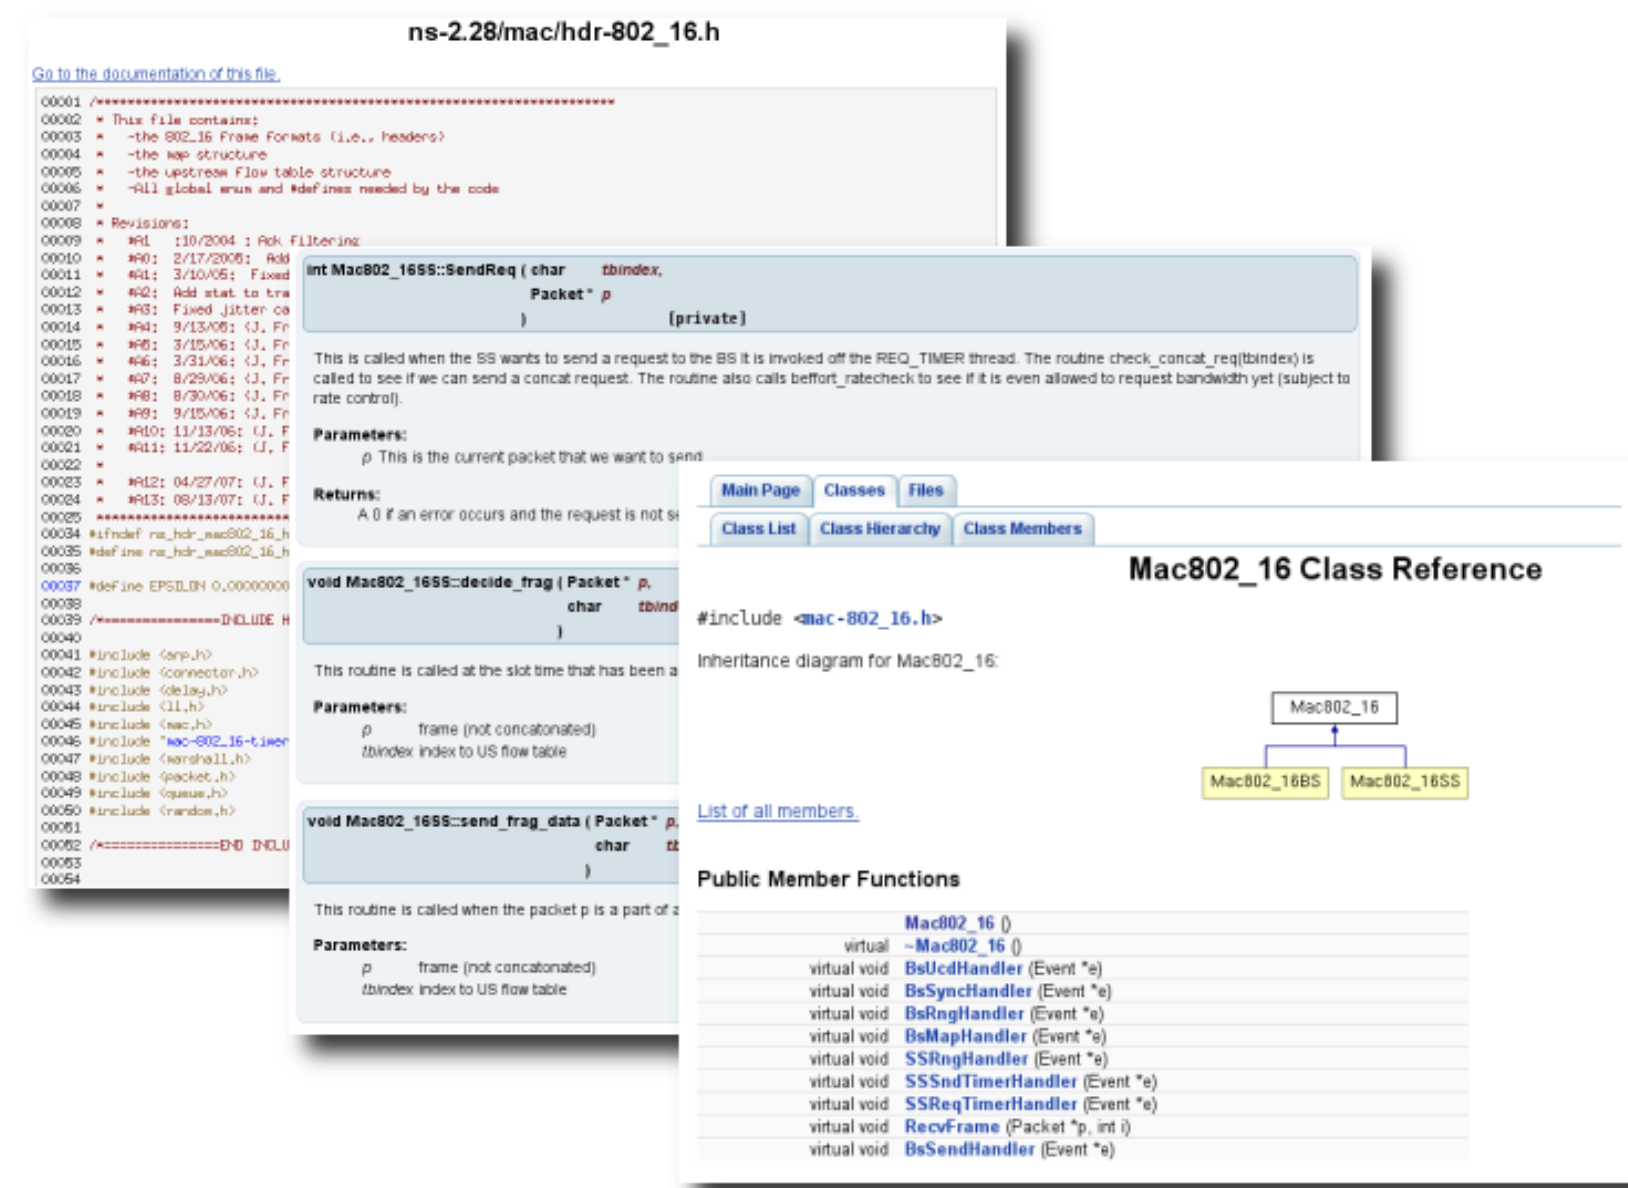 ns-2.28/mac/hdr-802_16.h
Go to the documentation of this file.
00001 /*******************************************************************
00002 * This file contains:
00003 * -the 802_16 Frame Formats (i.e., headers)
00004 * -the map structure
00005 * -the upstream flow table structure
00006 * -All global enum and #defines needed by the code
00007 *
00008 * Revisions:
00009 * #A1 :10/2004 : Ack filtering
00010 * #A0: 2/17/2005: Add
00011 * #A1: 3/10/05: Fixed
00012 * #A2: Add stat to tra
00013 * #A3: Fixed jitter ca
00014 * #A4: 9/13/05: (J. Fr
00015 * #A5: 3/15/06: (J. Fr
00016 * #A6: 3/31/06: (J. Fr
00017 * #A7: 8/29/06: (J. Fr
00018 * #A8: 8/30/06: (J. Fr
00019 * #A9: 9/15/06: (J. Fr
00020 * #A10: 11/13/06: (J. F
00021 * #A11: 11/22/06: (J. F
00022 *
00023 * #A12: 04/27/07: (J. F
00024 * #A13: 08/13/07: (J. F
00025 *************************
00034 #ifndef ns_hdr_mac802_16_h
00035 #define ns_hdr_mac802_16_h
00036
00037 #define EPSILON 0.00000000
00038
00039 /*===============INCLUDE H
00040
00041 #include <arp.h>
00042 #include <connector.h>
00043 #include <delay.h>
00044 #include <ll.h>
00045 #include <mac.h>
00046 #include "mac-802_16-timer
00047 #include <marshall.h>
00048 #include <packet.h>
00049 #include <queue.h>
00050 #include <random.h>
00051
00052 /*===============END INCLU
00053
00054
int Mac802_16SS::SendReq ( char tbindex,
Packet * p
) [private]
This is called when the SS wants to send a request to the BS It is invoked off the REQ_TIMER thread. The routine check_concat_req(tbindex) is
called to see if we can send a concat request. The routine also calls beffort_ratecheck to see if it is even allowed to request bandwidth yet (subject to
rate control).
Parameters:
p This is the current packet that we want to send
Returns:
A 0 if an error occurs and the request is not se
void Mac802_16SS::decide_frag ( Packet * p,
char tbind
)
This routine is called at the slot time that has been a
Parameters:
p frame (not concatonated)
tbindex index to US flow table
void Mac802_16SS::send_frag_data ( Packet * p,
char tb
)
This routine is called when the packet p is a part of a
Parameters:
p frame (not concatonated)
tbindex index to US flow table
Main Page Classes Files
Class List Class Hierarchy Class Members
Mac802_16 Class Reference
#include <mac-802_16.h>
Inheritance diagram for Mac802_16:
Mac802_16
Mac802_16BS Mac802_16SS
List of all members.
Public Member Functions
Mac802_16 ()
virtual ~Mac802_16 ()
virtual void BsUcdHandler (Event *e)
virtual void BsSyncHandler (Event *e)
virtual void BsRngHandler (Event *e)
virtual void BsMapHandler (Event *e)
virtual void SSRngHandler (Event *e)
virtual void SSSndTimerHandler (Event *e)
virtual void SSReqTimerHandler (Event *e)
virtual void RecvFrame (Packet *p, int i)
virtual void BsSendHandler (Event *e)